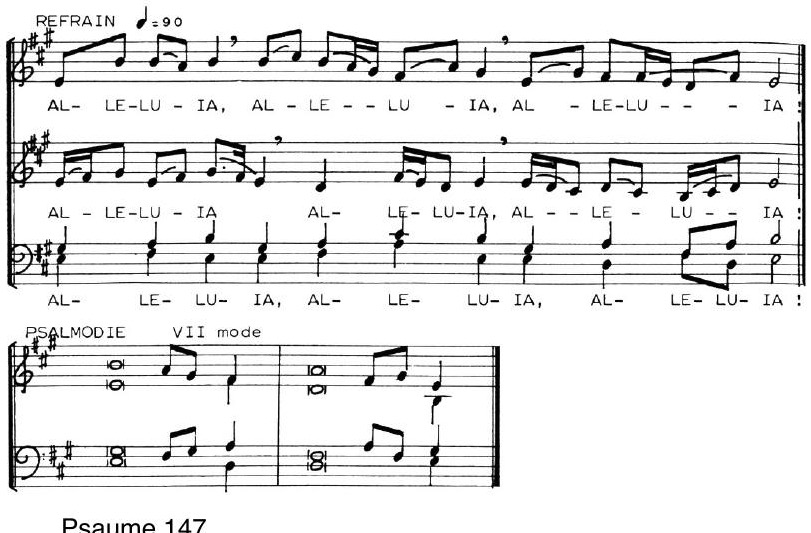 REFRAIN ♩=90
AL- LE-LU - IA, AL - LE - - LU - IA, AL - LE-LU - - - IA !
AL - LE-LU - IA AL- LE- LU-IA, AL - - LE - LU - - IA !
AL- LE- LU- IA, AL- LE- LU- IA, AL- LE- LU- IA !
PSALMODIE VII mode
Psaume 147